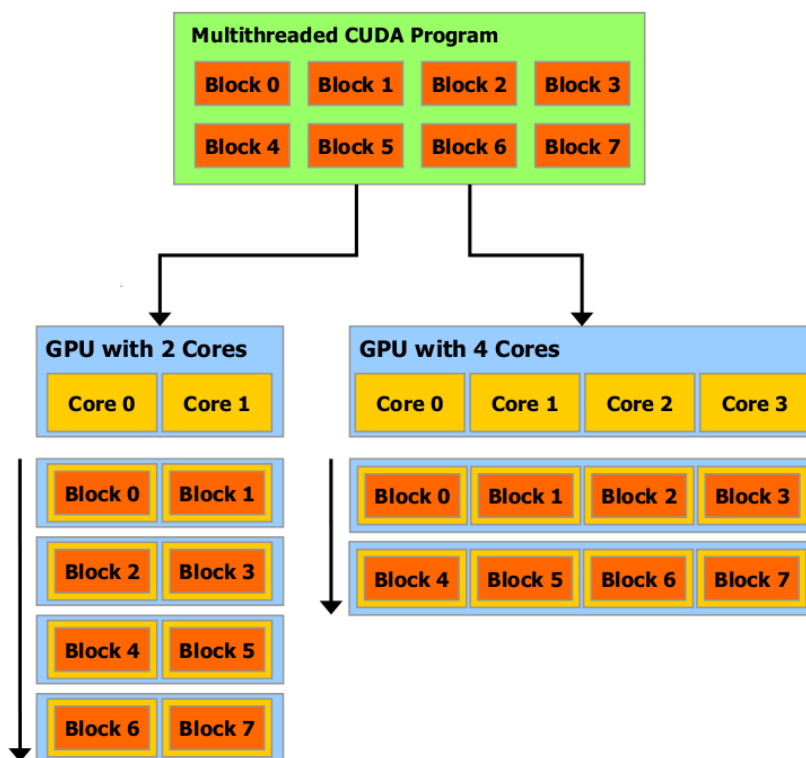 Multithreaded CUDA Program
Block 0 Block 1 Block 2 Block 3
Block 4 Block 5 Block 6 Block 7
GPU with 2 Cores
Core 0 Core 1
Block 0 Block 1
Block 2 Block 3
Block 4 Block 5
Block 6 Block 7
GPU with 4 Cores
Core 0 Core 1 Core 2 Core 3
Block 0 Block 1 Block 2 Block 3
Block 4 Block 5 Block 6 Block 7